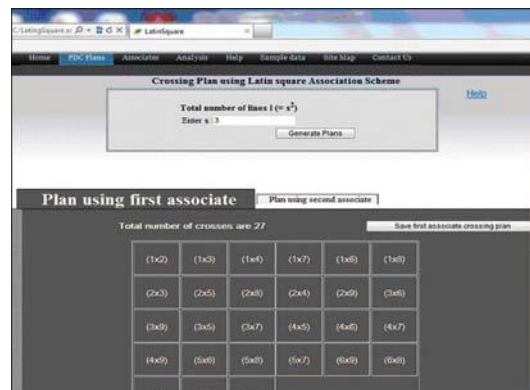 C:/LatinSquare.as
LatinSquare
Home PDC Plans Associates Analysis Help Sample data Site Map Contact Us
Crossing Plan using Latin square Association Scheme
Help
Total number of lines l (= s²)
Enter s 3
Generate Plans
Plan using first associate Plan using second associate
Total number of crosses are 27 Save first associate crossing plan
(1x2) (1x3) (1x4) (1x7) (1x6) (1x8)
(2x3) (2x5) (2x8) (2x4) (2x9) (3x6)
(3x9) (3x5) (3x7) (4x5) (4x6) (4x7)
(4x9) (5x6) (5x8) (5x7) (6x9) (6x8)